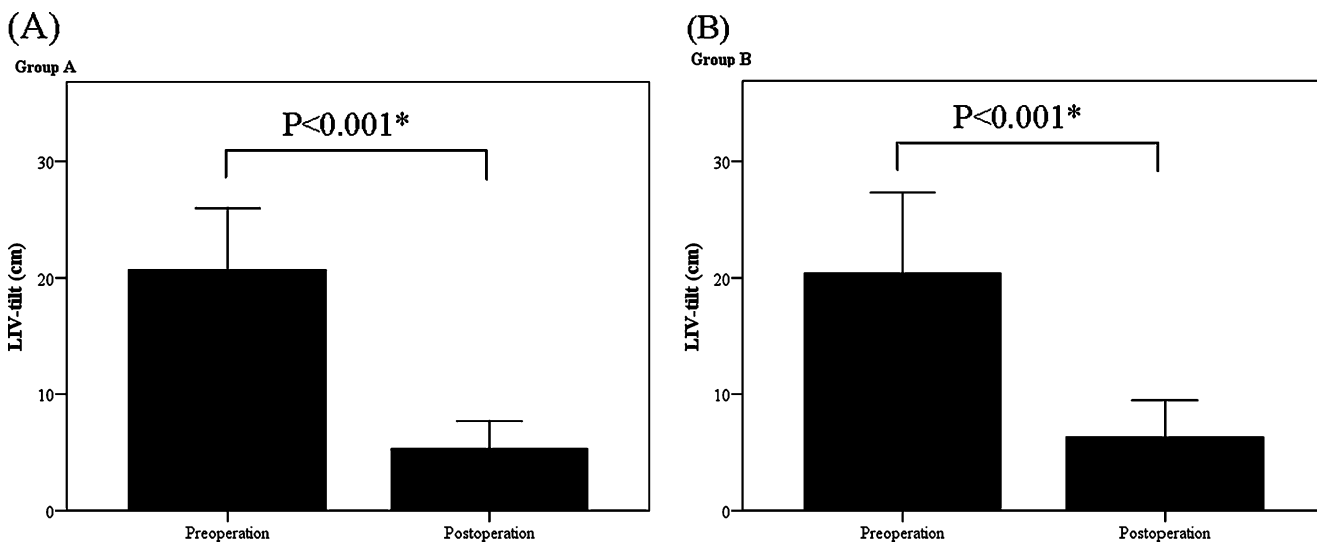 (A)
Group A
P<0.001*
30
20
10
0
LIV-tilt (cm)
Preoperation
Postoperation
(B)
Group B
P<0.001*
30
20
10
0
LIV-tilt (cm)
Preoperation
Postoperation